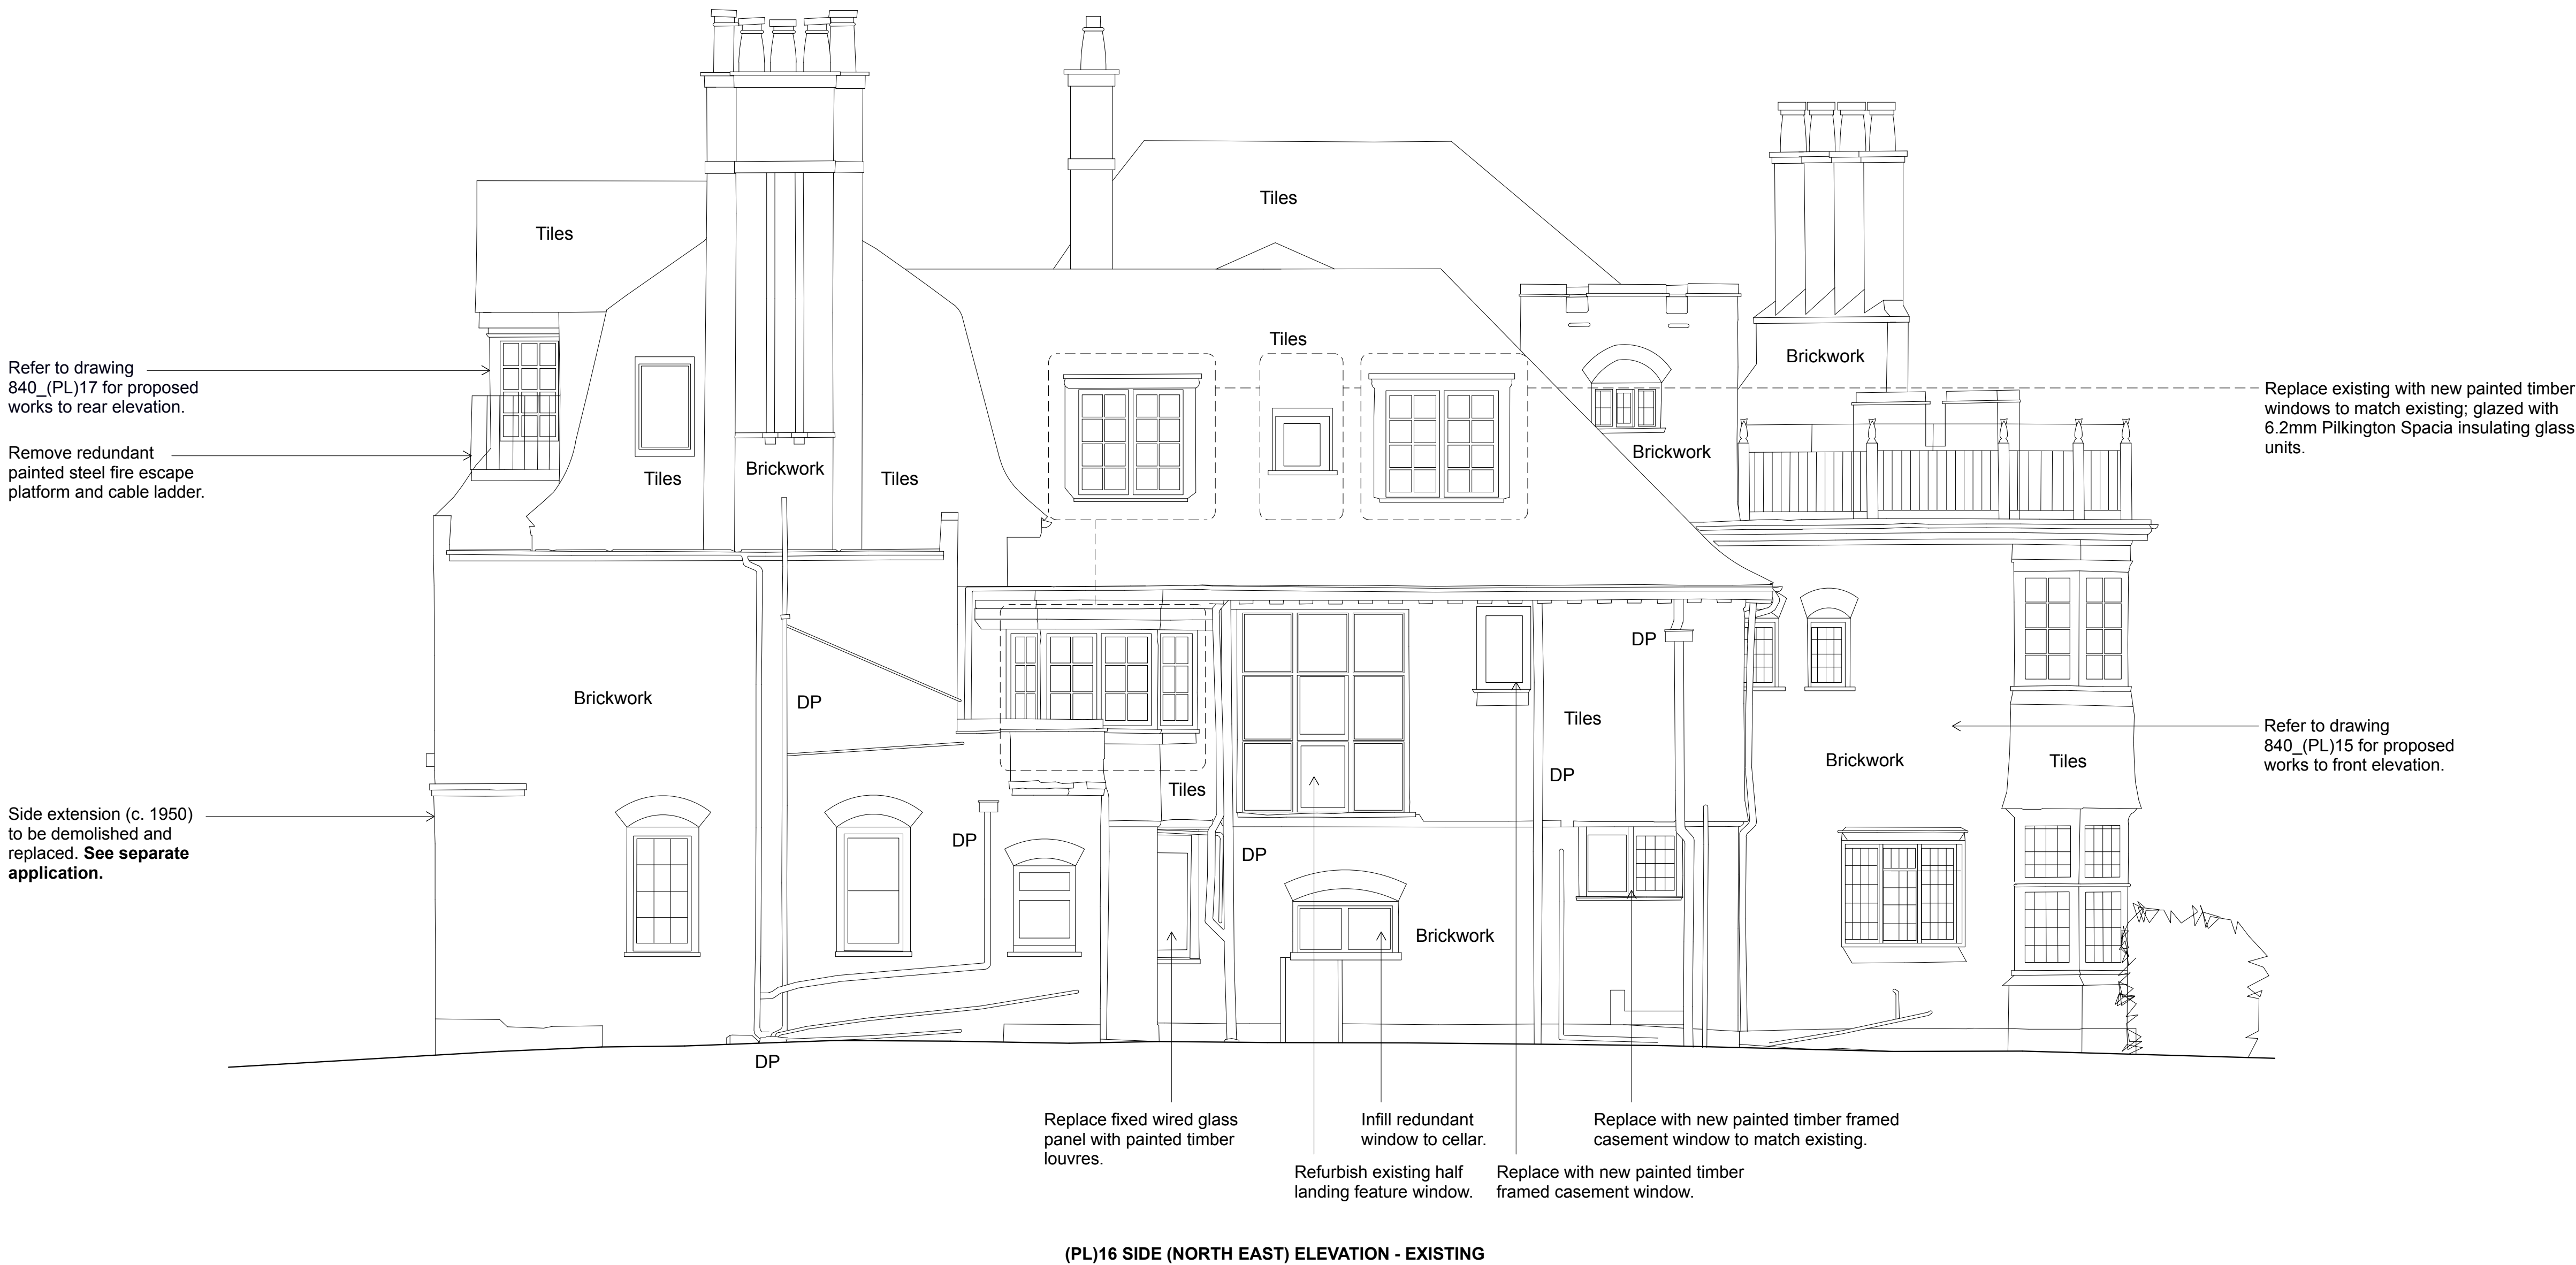 Tiles
Tiles
Tiles
Brickwork
Refer to drawing
840_(PL)17 for proposed
works to rear elevation.
Replace existing with new painted timber
windows to match existing; glazed with
6.2mm Pilkington Spacia insulating glass
units.
Remove redundant
painted steel fire escape
platform and cable ladder.
Tiles
Brickwork
Tiles
Brickwork
DP
Brickwork
DP
Tiles
Refer to drawing
840_(PL)15 for proposed
works to front elevation.
Brickwork
Tiles
DP
Tiles
Side extension (c. 1950)
to be demolished and
replaced. See separate
application.
DP
DP
Brickwork
DP
Replace fixed wired glass
panel with painted timber
louvres.
Infill redundant
window to cellar.
Replace with new painted timber framed
casement window to match existing.
Refurbish existing half
landing feature window.
Replace with new painted timber
framed casement window.
(PL)16 SIDE (NORTH EAST) ELEVATION - EXISTING